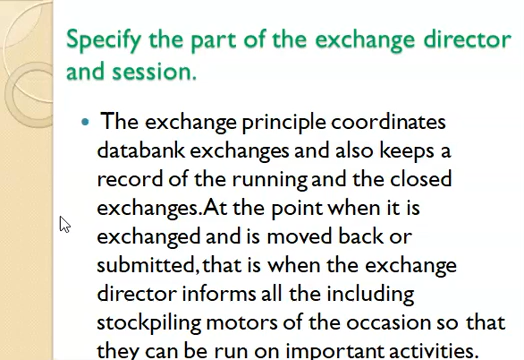 Specify the part of the exchange director
and session.
The exchange principle coordinates
databank exchanges and also keeps a
record of the running and the closed
exchanges.At the point when it is
exchanged and is moved back or
submitted, that is when the exchange
director informs all the including
stockpiling motors of the occasion so that
they can be run on important activities.